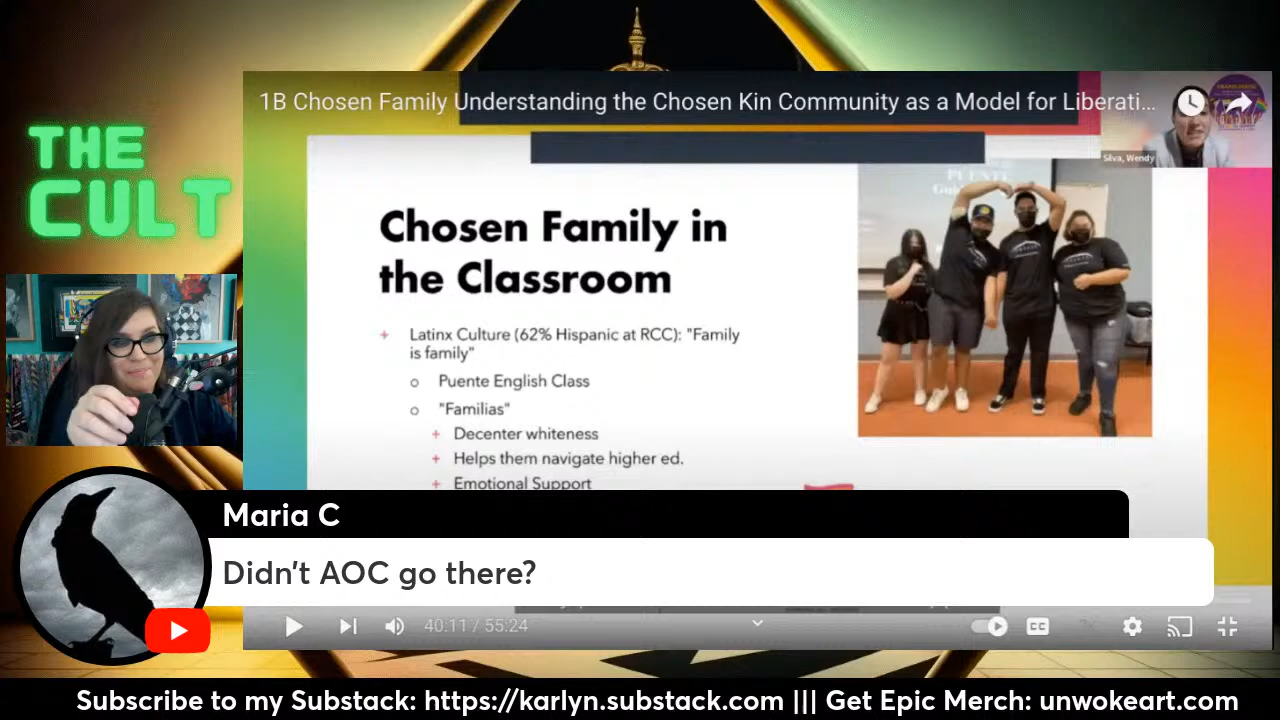 THE
CULT
1B Chosen Family Understanding the Chosen Kin Community as a Model for Liberati...
Silva, Wendy
PUENTE
Chosen Family in
the Classroom
+ Latinx Culture (62% Hispanic at RCC): "Family
is family"
o Puente English Class
o "Familias"
+ Decenter whiteness
+ Helps them navigate higher ed.
+ Emotional Support
Maria C
Didn't AOC go there?
40:11 / 55:24
CC
Subscribe to my Substack: https://karlyn.substack.com ||| Get Epic Merch: unwokeart.com